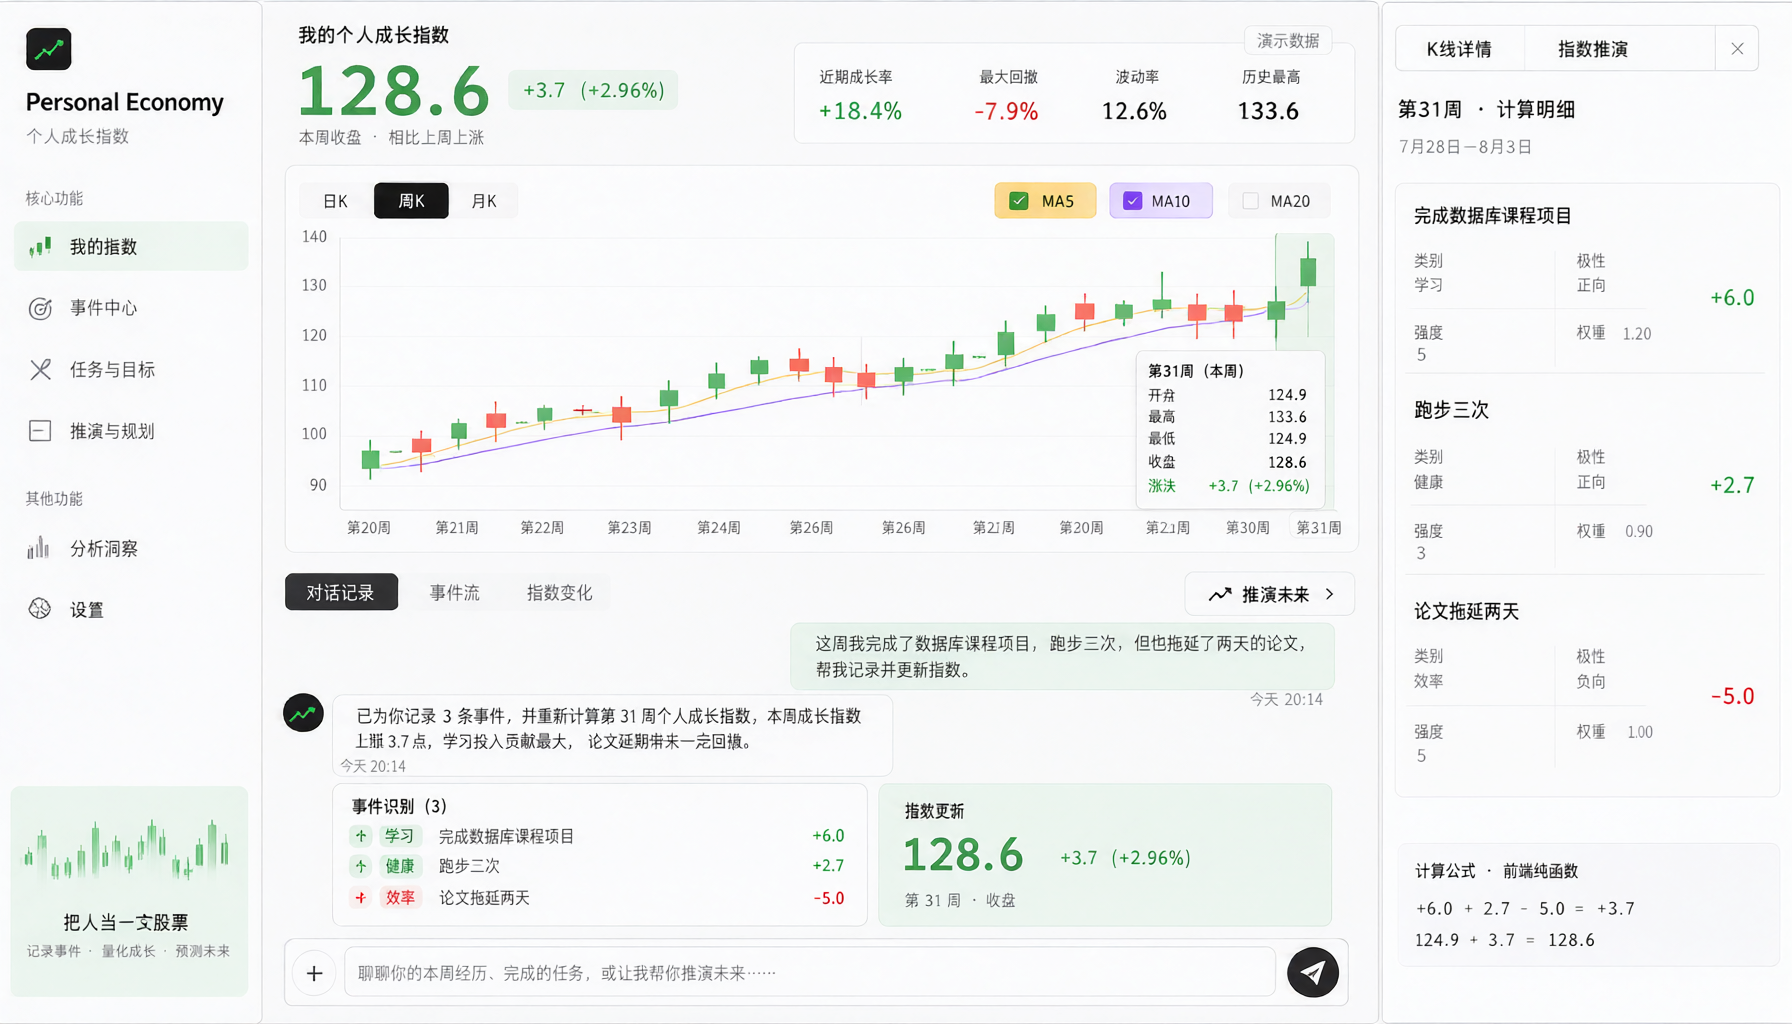 Personal Economy
个人成长指数
核心功能
我的指数
事件中心
任务与目标
推演与规划
其他功能
分析洞察
设置
把人当一支股票
记录事件 · 量化成长 · 预测未来
我的个人成长指数
128.6
+3.7 (+2.96%)
本周收盘 · 相比上周上涨
演示数据
近期成长率
+18.4%
最大回撤
-7.9%
波动率
12.6%
历史最高
133.6
日K
周K
月K
MA5
MA10
MA20
140
130
120
110
100
90
第31周（本周）
开盘 124.9
最高 133.6
最低 124.9
收盘 128.6
涨跌 +3.7 (+2.96%)
第20周 第21周 第22周 第23周 第24周 第26周 第26周 第21周 第20周 第21周 第30周 第31周
对话记录
事件流
指数变化
推演未来
这周我完成了数据库课程项目，跑步三次，但也拖延了两天的论文，
帮我记录并更新指数。
今天 20:14
已为你记录 3 条事件，并重新计算第 31 周个人成长指数，本周成长指数
上涨 3.7 点，学习投入贡献最大，论文延期带来一定回撤。
今天 20:14
事件识别（3）
学习 完成数据库课程项目 +6.0
健康 跑步三次 +2.7
效率 论文拖延两天 -5.0
指数更新
128.6
+3.7 (+2.96%)
第 31 周 · 收盘
聊聊你的本周经历、完成的任务，或让我帮你推演未来……
K线详情
指数推演
第31周 · 计算明细
7月28日—8月3日
完成数据库课程项目
类别
学习
极性
正向
+6.0
强度
5
权重 1.20
跑步三次
类别
健康
极性
正向
+2.7
强度
3
权重 0.90
论文拖延两天
类别
效率
极性
负向
-5.0
强度
5
权重 1.00
计算公式 · 前端纯函数
+6.0 + 2.7 - 5.0 = +3.7
124.9 + 3.7 = 128.6